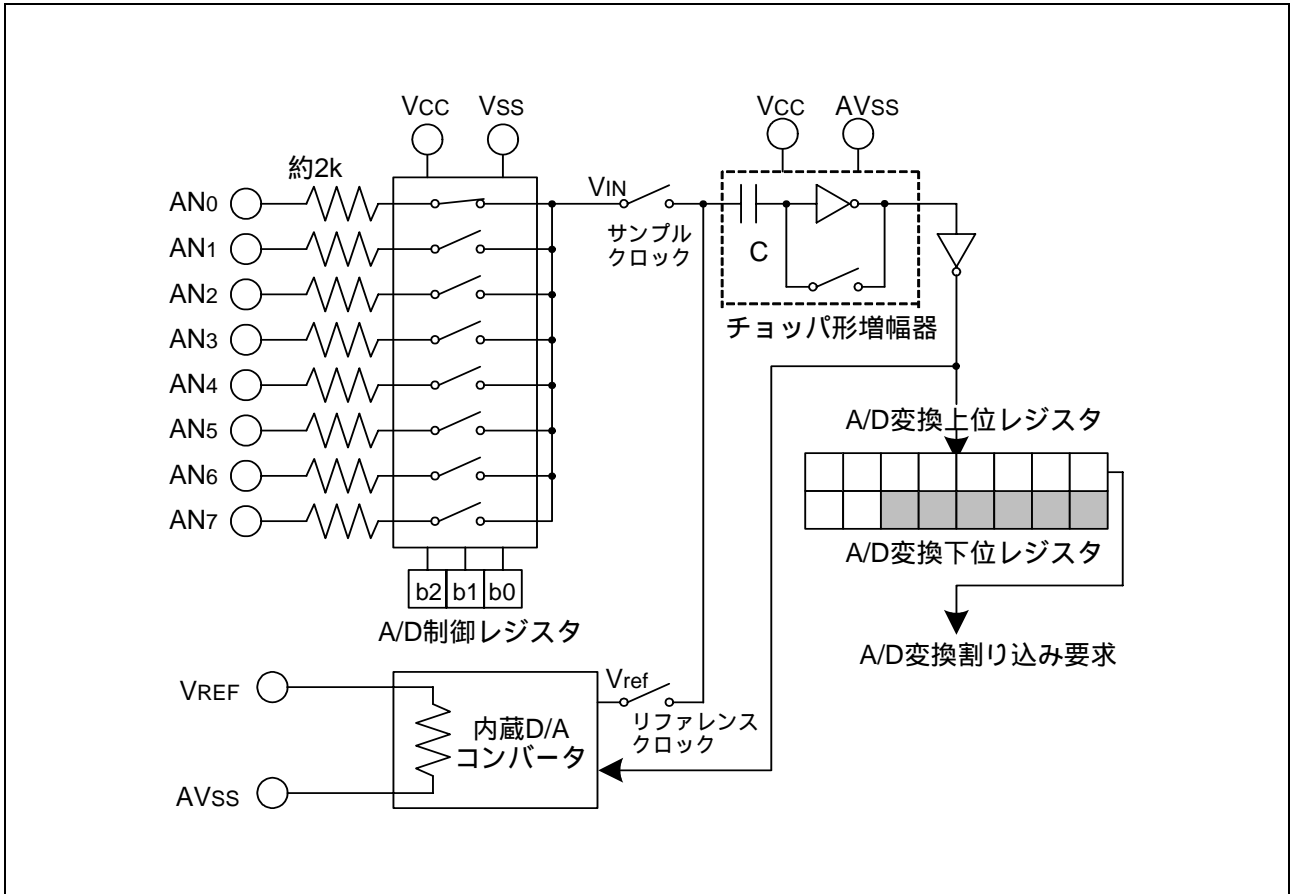 VCC VSS
VCC AVSS
約2k
AN0
AN1
AN2
AN3
AN4
AN5
AN6
AN7
VIN
サンプル
クロック
C
チョッパ形増幅器
A/D変換上位レジスタ
A/D変換下位レジスタ
A/D変換割り込み要求
b2 b1 b0
A/D制御レジスタ
VREF
AVSS
内蔵D/A
コンバータ
Vref
リファレンス
クロック